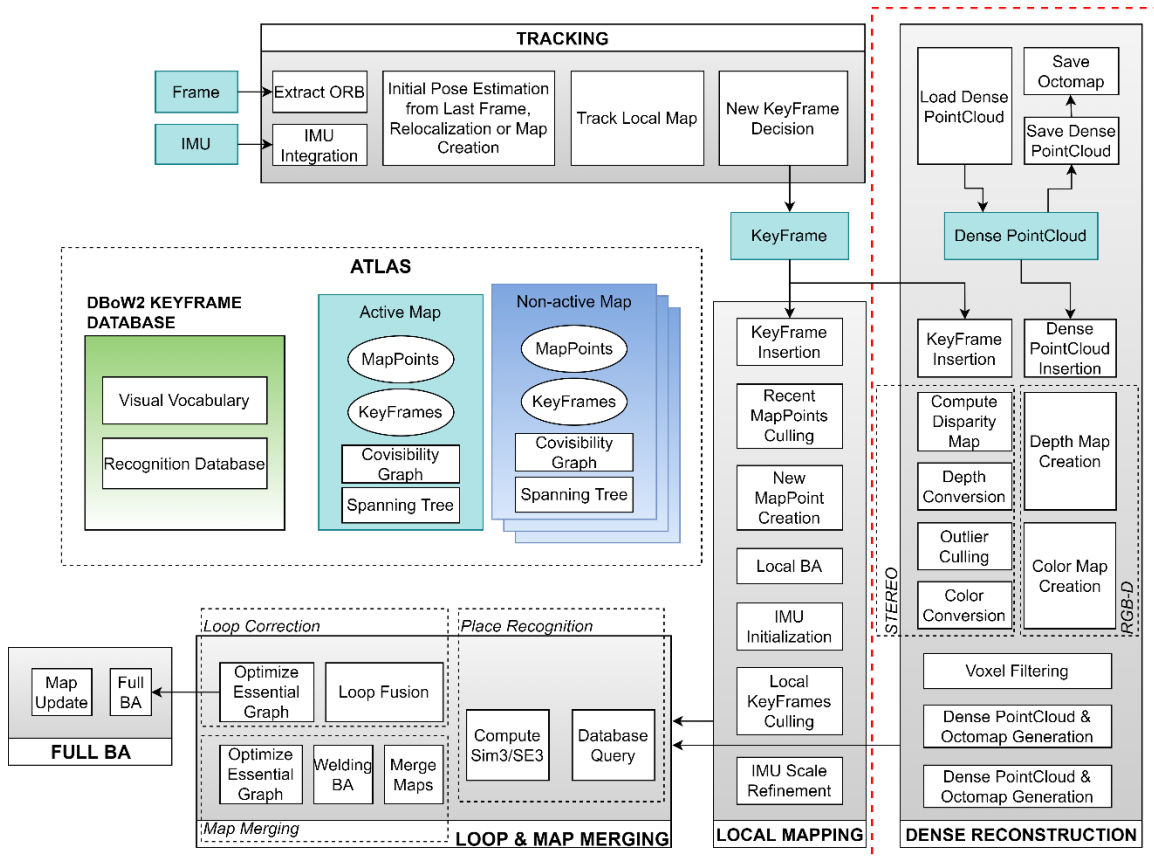 TRACKING
Frame
IMU
Extract ORB
IMU
Integration
Initial Pose Estimation
from Last Frame,
Relocalization or Map
Creation
Track Local Map
New KeyFrame
Decision
KeyFrame
Load Dense
PointCloud
Save
Octomap
Save Dense
PointCloud
Dense PointCloud
ATLAS
DBoW2 KEYFRAME
DATABASE
Visual Vocabulary
Recognition Database
Active Map
MapPoints
KeyFrames
Covisibility
Graph
Spanning Tree
Non-active Map
MapPoints
KeyFrames
Covisibility
Graph
Spanning Tree
KeyFrame
Insertion
Recent
MapPoints
Culling
New
MapPoint
Creation
Local BA
IMU
Initialization
Local
KeyFrames
Culling
IMU Scale
Refinement
LOCAL MAPPING
KeyFrame
Insertion
Dense
PointCloud
Insertion
Compute
Disparity
Map
Depth
Conversion
Outlier
Culling
Color
Conversion
STEREO
Depth Map
Creation
Color Map
Creation
RGB-D
Voxel Filtering
Dense PointCloud &
Octomap Generation
Dense PointCloud &
Octomap Generation
DENSE RECONSTRUCTION
Loop Correction
Optimize
Essential
Graph
Loop Fusion
Place Recognition
Compute
Sim3/SE3
Database
Query
Optimize
Essential
Graph
Welding
BA
Merge
Maps
Map Merging
LOOP & MAP MERGING
Map
Update
Full
BA
FULL BA